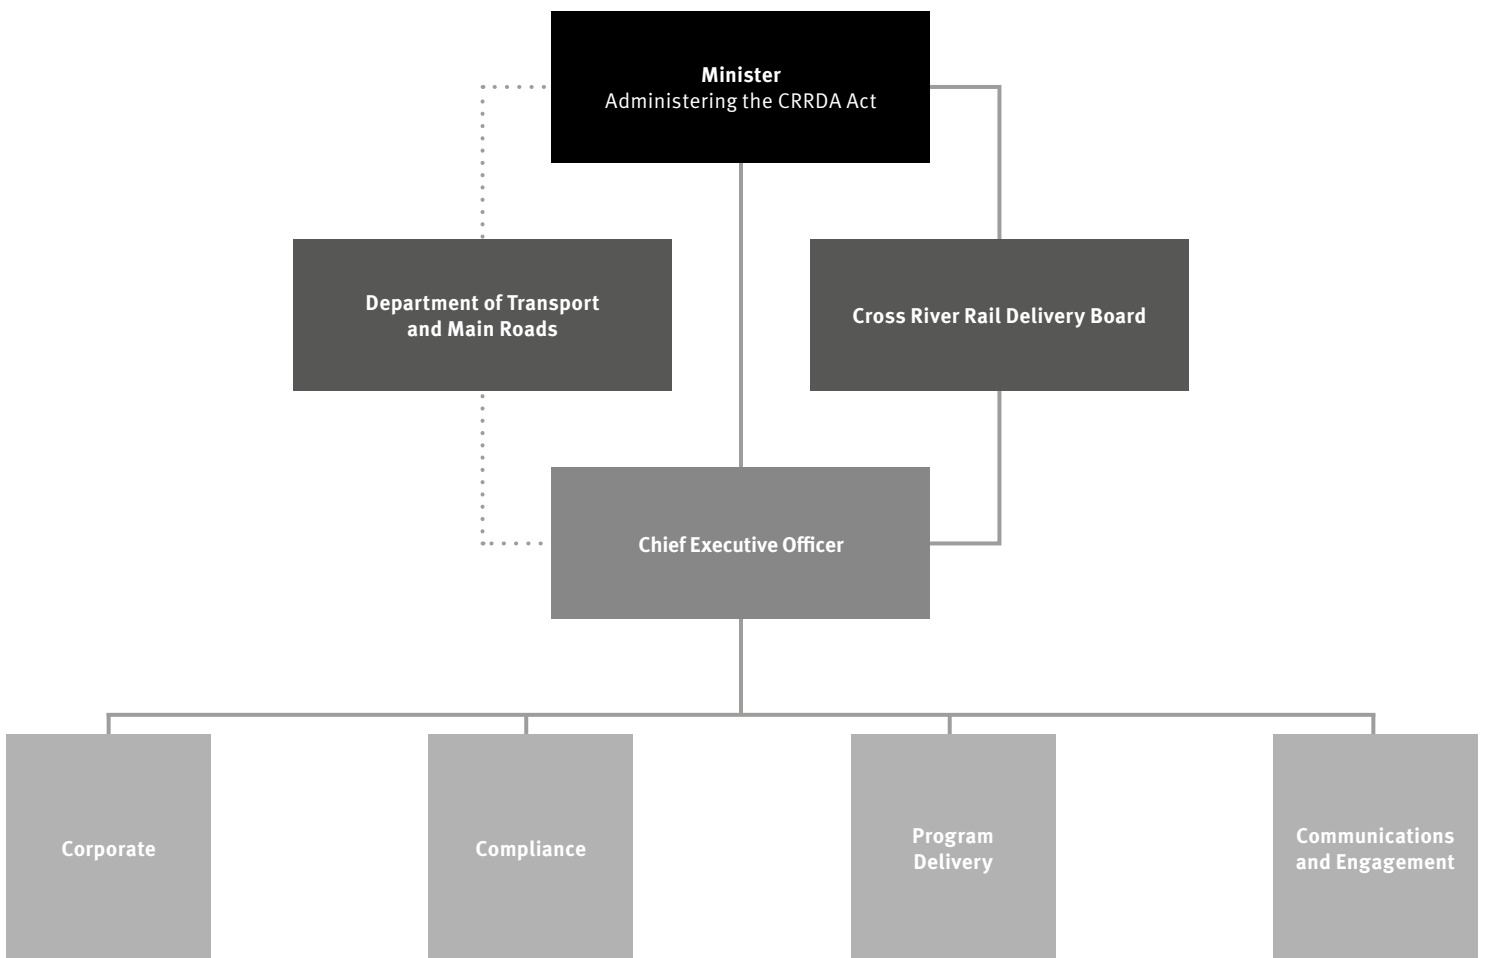 Minister
Administering the CRRDA Act
Department of Transport
and Main Roads
Cross River Rail Delivery Board
Chief Executive Officer
Corporate
Compliance
Program
Delivery
Communications
and Engagement